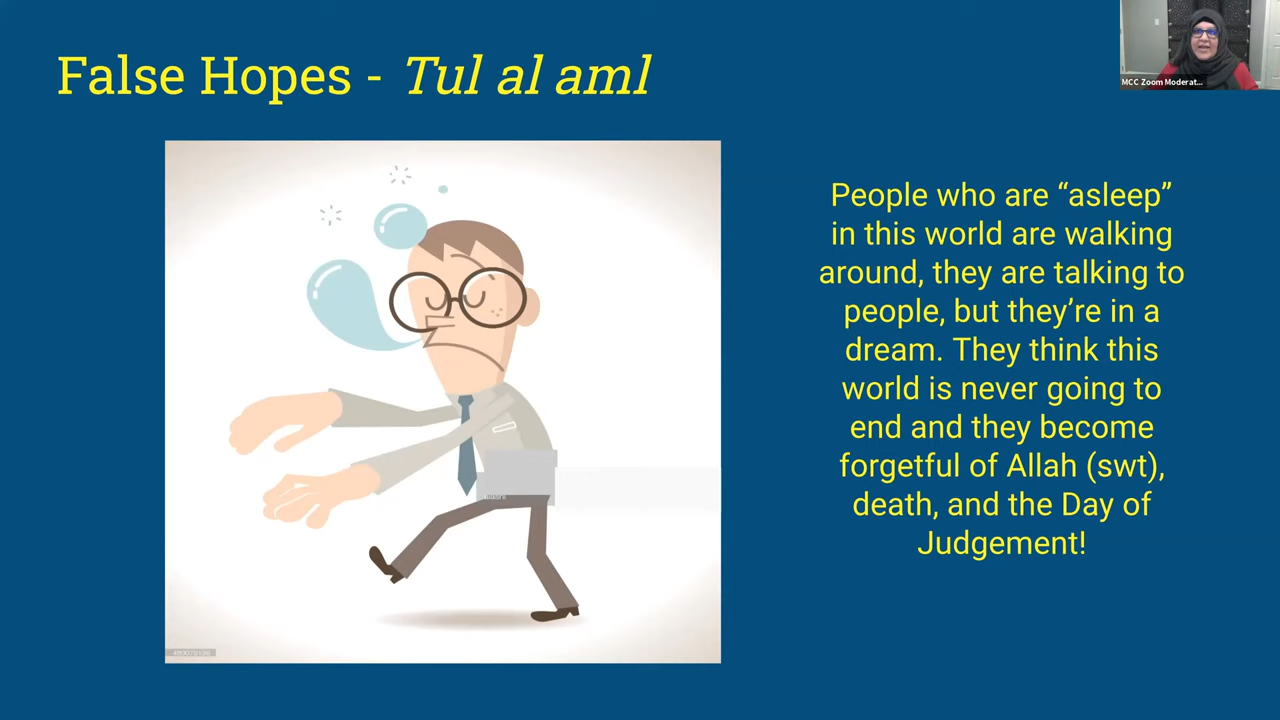 False Hopes - Tul al aml
MCC Zoom Moderat...
People who are “asleep”
in this world are walking
around, they are talking to
people, but they’re in a
dream. They think this
world is never going to
end and they become
forgetful of Allah (swt),
death, and the Day of
Judgement!